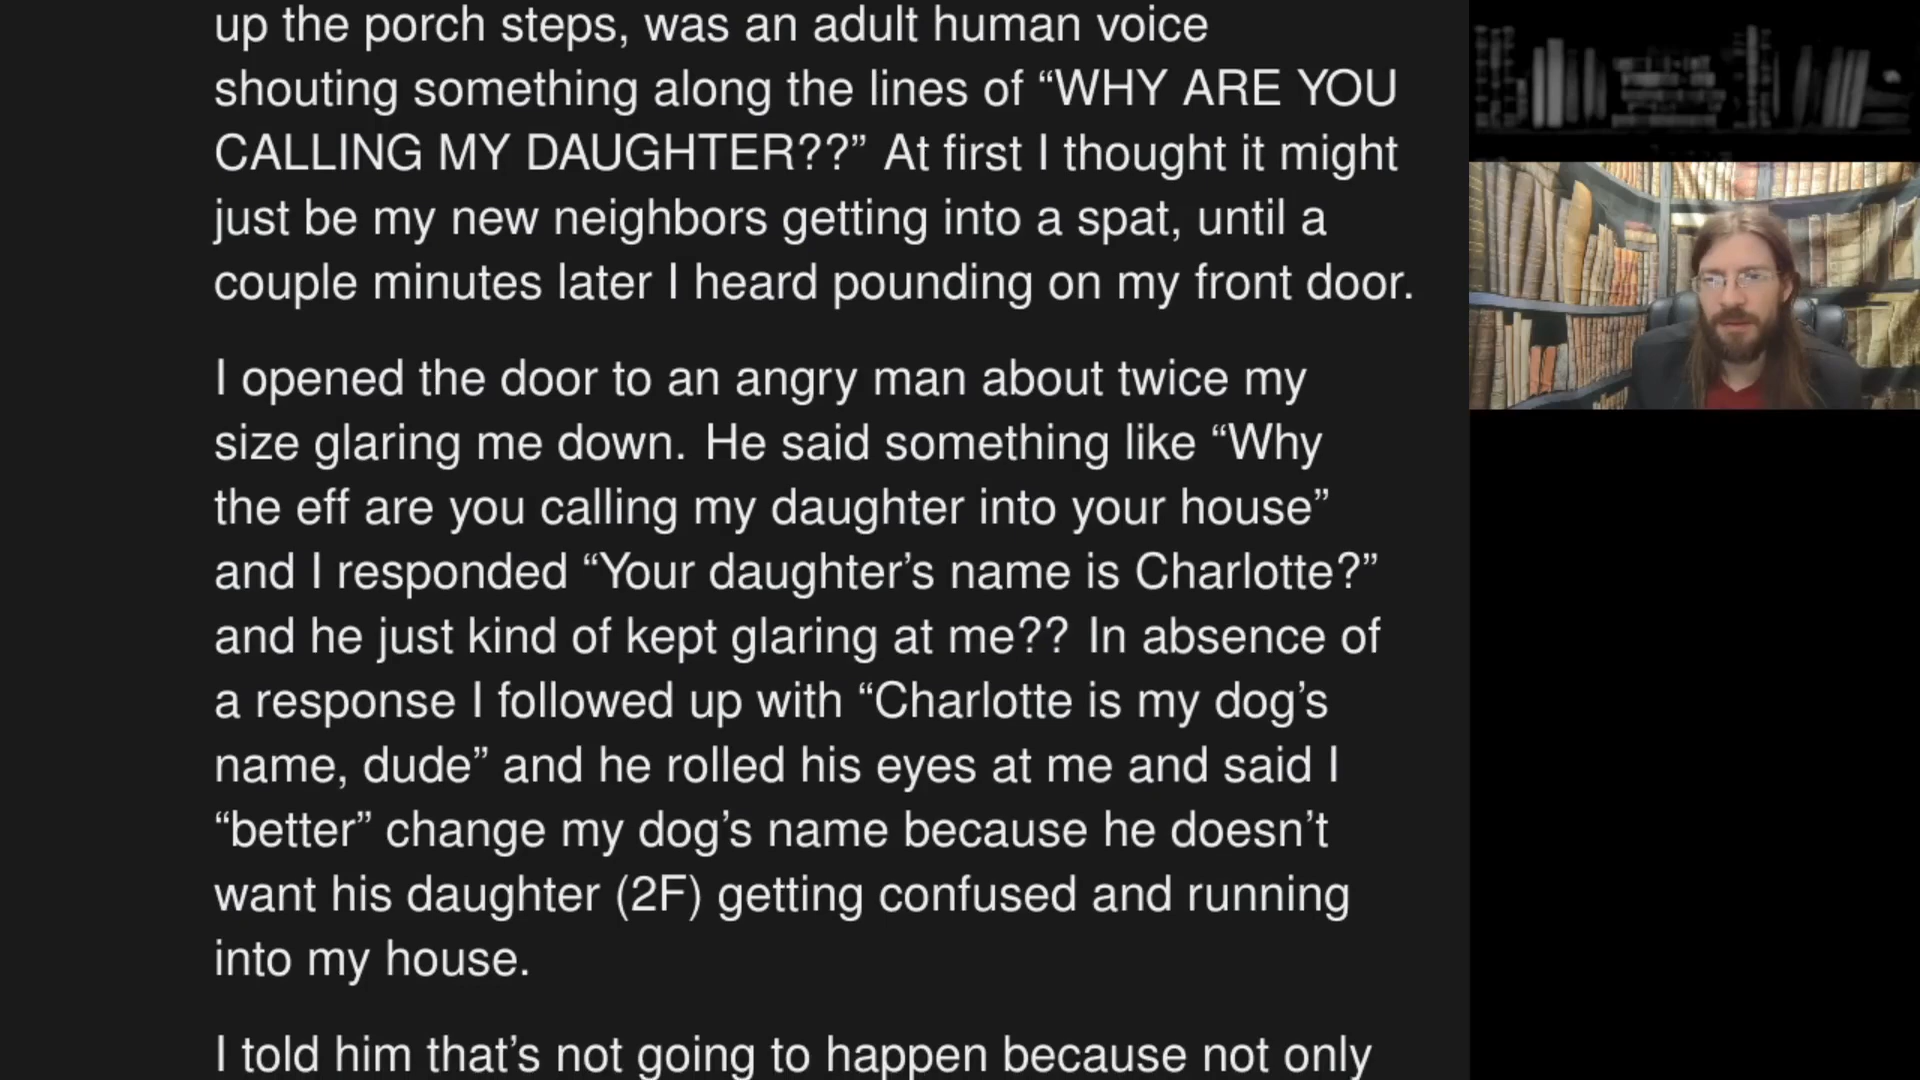 up the porch steps, was an adult human voice
shouting something along the lines of “WHY ARE YOU
CALLING MY DAUGHTER??” At first I thought it might
just be my new neighbors getting into a spat, until a
couple minutes later I heard pounding on my front door.
I opened the door to an angry man about twice my
size glaring me down. He said something like “Why
the eff are you calling my daughter into your house”
and I responded “Your daughter’s name is Charlotte?”
and he just kind of kept glaring at me?? In absence of
a response I followed up with “Charlotte is my dog’s
name, dude” and he rolled his eyes at me and said I
“better” change my dog’s name because he doesn’t
want his daughter (2F) getting confused and running
into my house.
I told him that’s not going to happen because not only